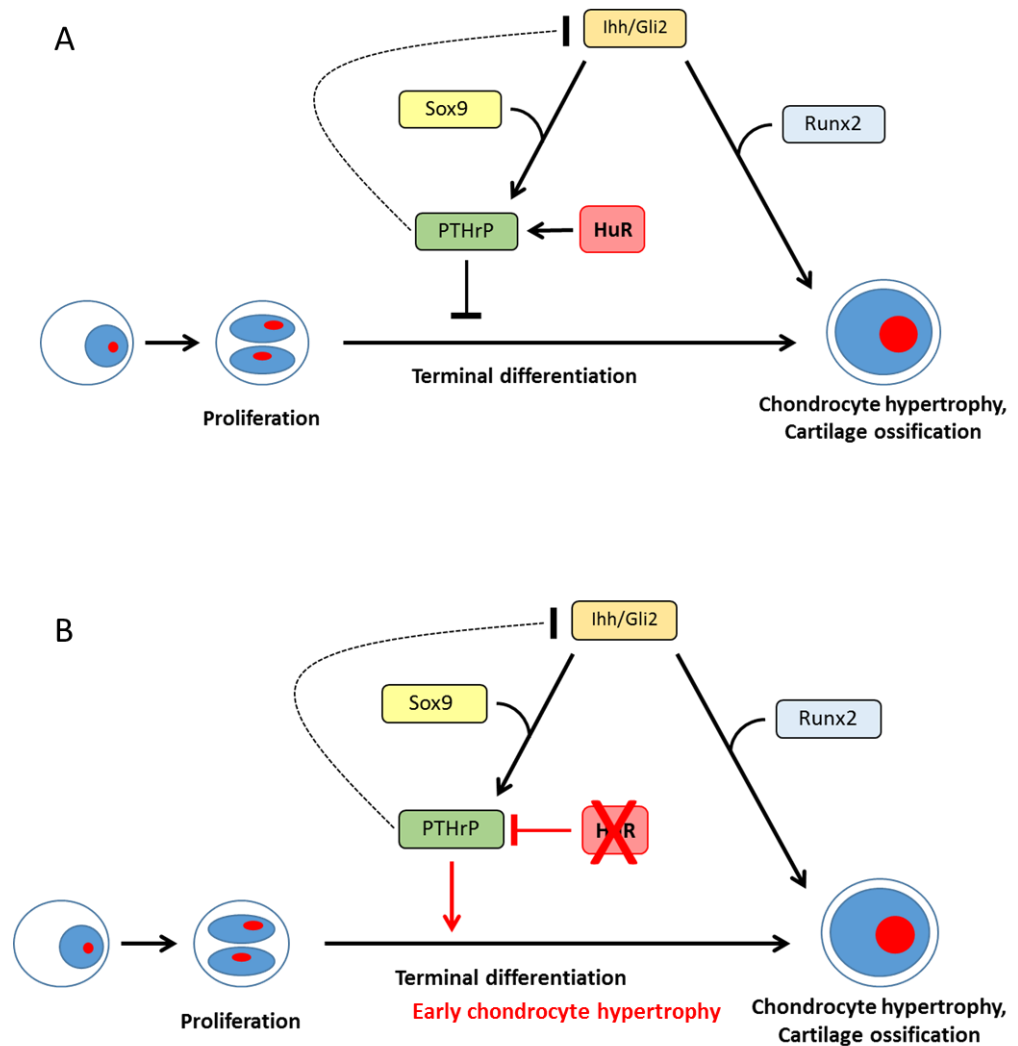 A
Ihh/Gli2
Sox9
Runx2
PTHrP
HuR
Terminal differentiation
Proliferation
Chondrocyte hypertrophy,
Cartilage ossification
B
Ihh/Gli2
Sox9
Runx2
PTHrP
HuR
Terminal differentiation
Early chondrocyte hypertrophy
Proliferation
Chondrocyte hypertrophy,
Cartilage ossification